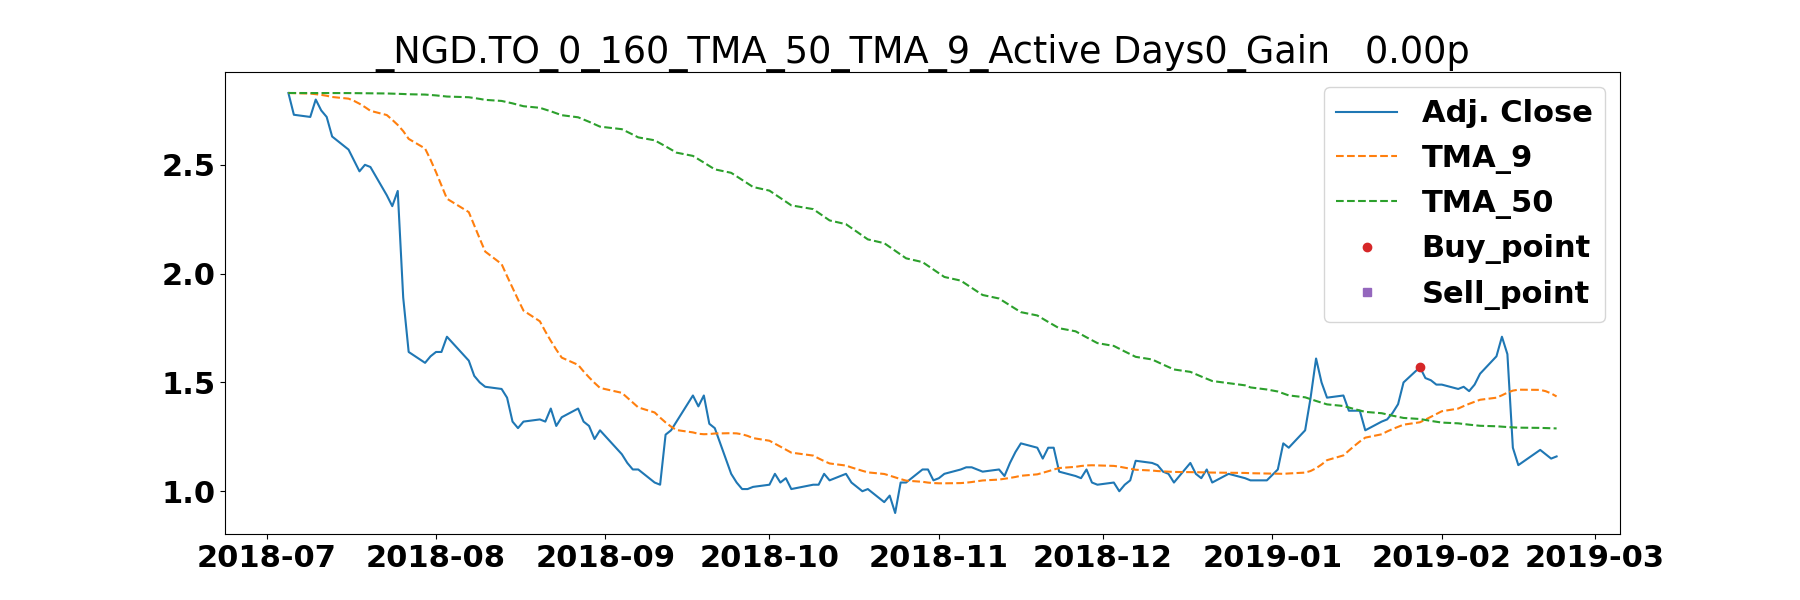 _NGD.TO_0_160_TMA_50_TMA_9_Active Days0_Gain   0.00p
Adj. Close
TMA_9
TMA_50
Buy_point
Sell_point
2.5
2.0
1.5
1.0
2018-07 2018-08 2018-09 2018-10 2018-11 2018-12 2019-01 2019-02 2019-03